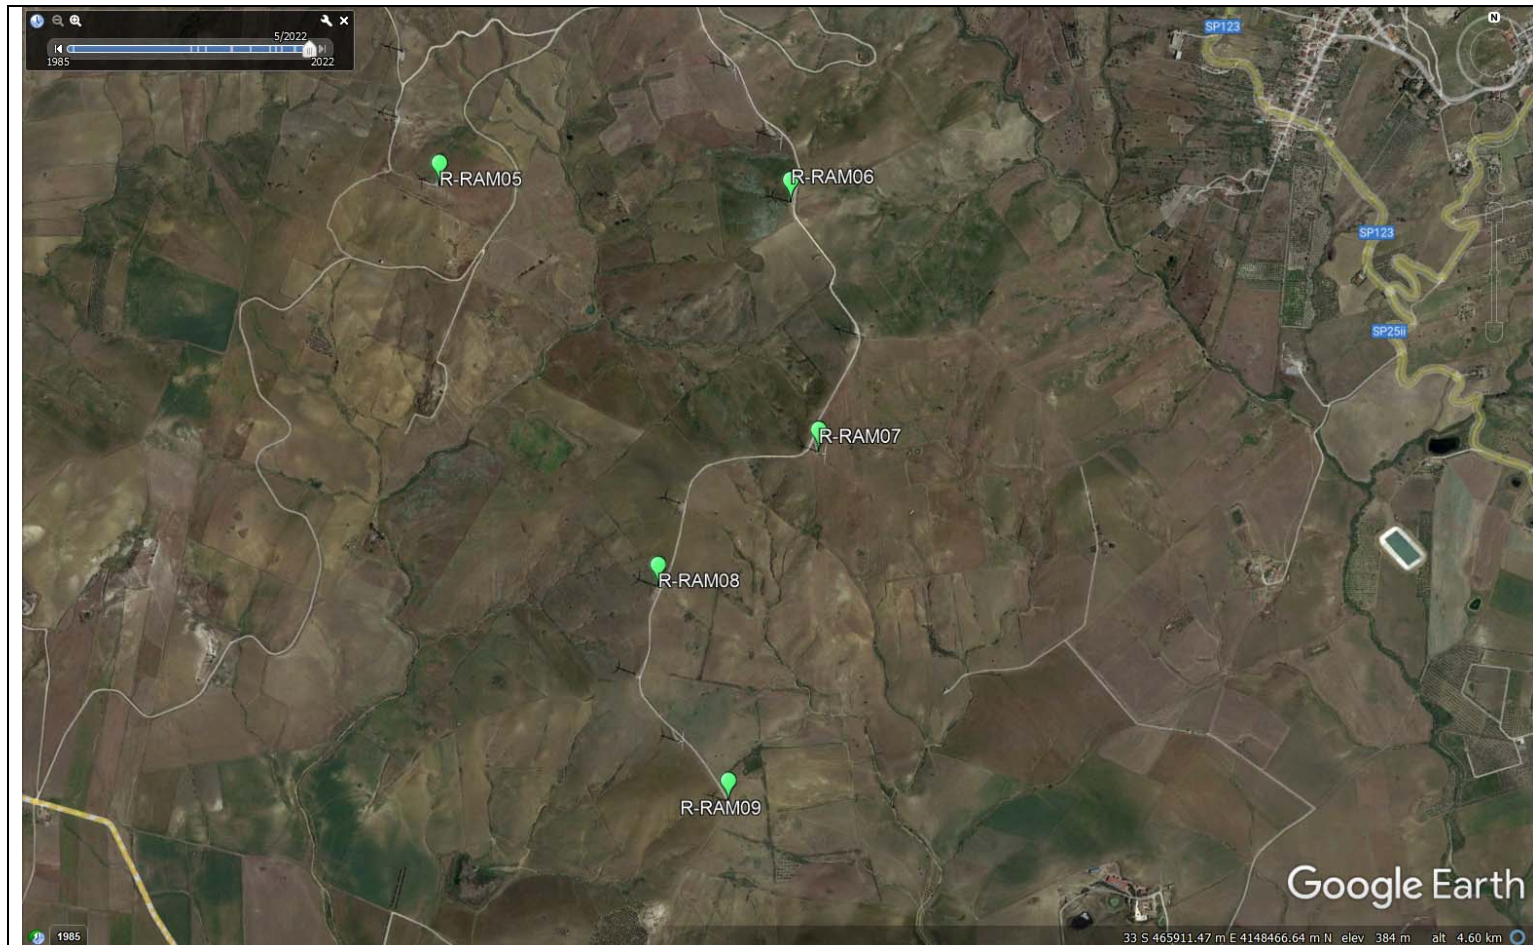 5/2022
1985
2022
N
SP123
R-RAM05
R-RAM06
SP123
SP25ii
R-RAM07
R-RAM08
R-RAM09
Google Earth
1985
33 S 465911.47 m E 4148466.64 m N elev 384 m alt 4.60 km